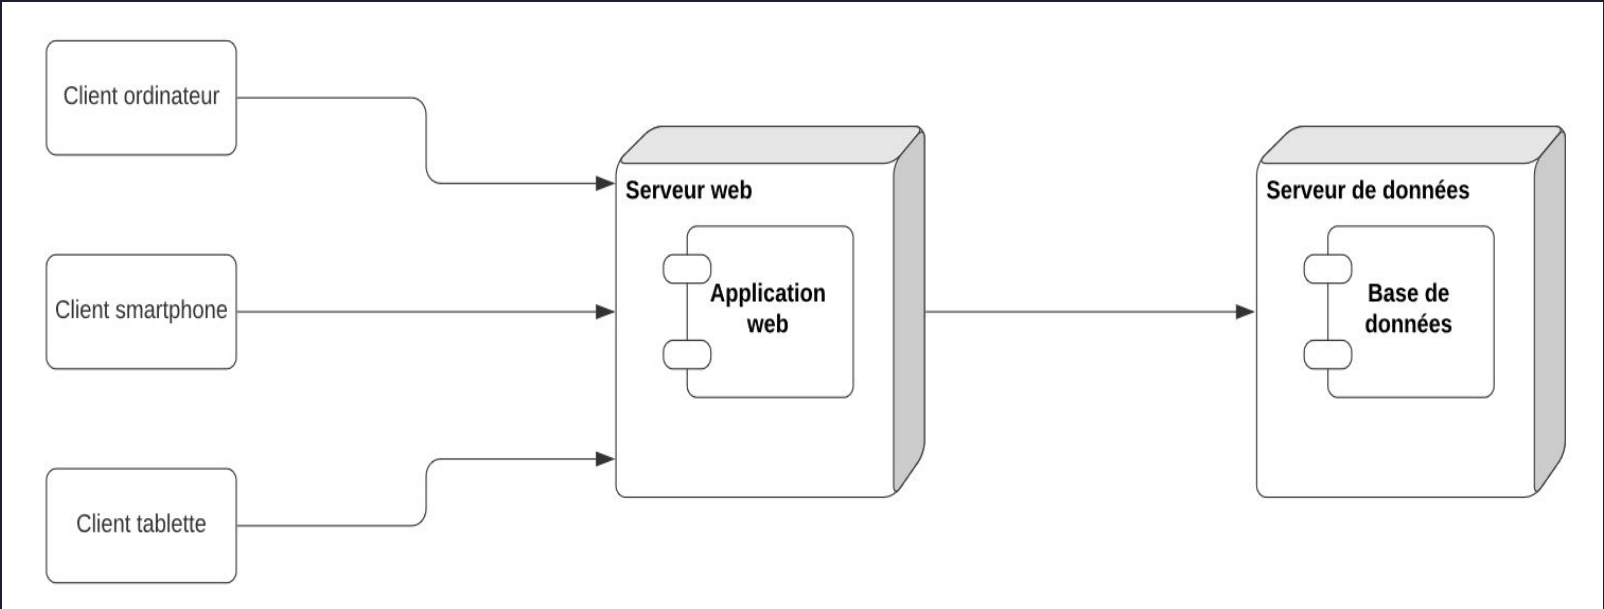 Client ordinateur
Serveur web
Serveur de données
Client smartphone
Application
web
Base de
données
Client tablette